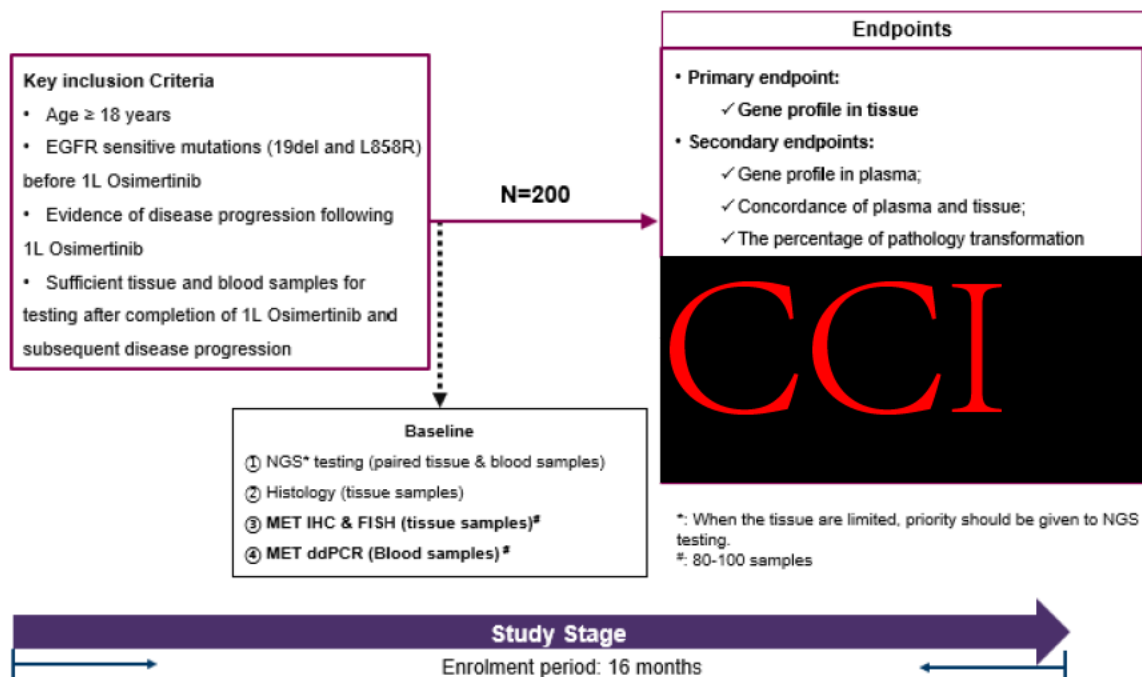 Key inclusion Criteria
• Age ≥ 18 years
• EGFR sensitive mutations (19del and L858R)
before 1L Osimertinib
• Evidence of disease progression following
1L Osimertinib
• Sufficient tissue and blood samples for
testing after completion of 1L Osimertinib and
subsequent disease progression
N=200
Endpoints
• Primary endpoint:
✓ Gene profile in tissue
• Secondary endpoints:
✓ Gene profile in plasma;
✓ Concordance of plasma and tissue;
✓ The percentage of pathology transformation
CCI
Baseline
① NGS* testing (paired tissue & blood samples)
② Histology (tissue samples)
③ MET IHC & FISH (tissue samples)#
④ MET ddPCR (Blood samples) #
*: When the tissue are limited, priority should be given to NGS
testing.
#: 80-100 samples
Study Stage
Enrolment period: 16 months